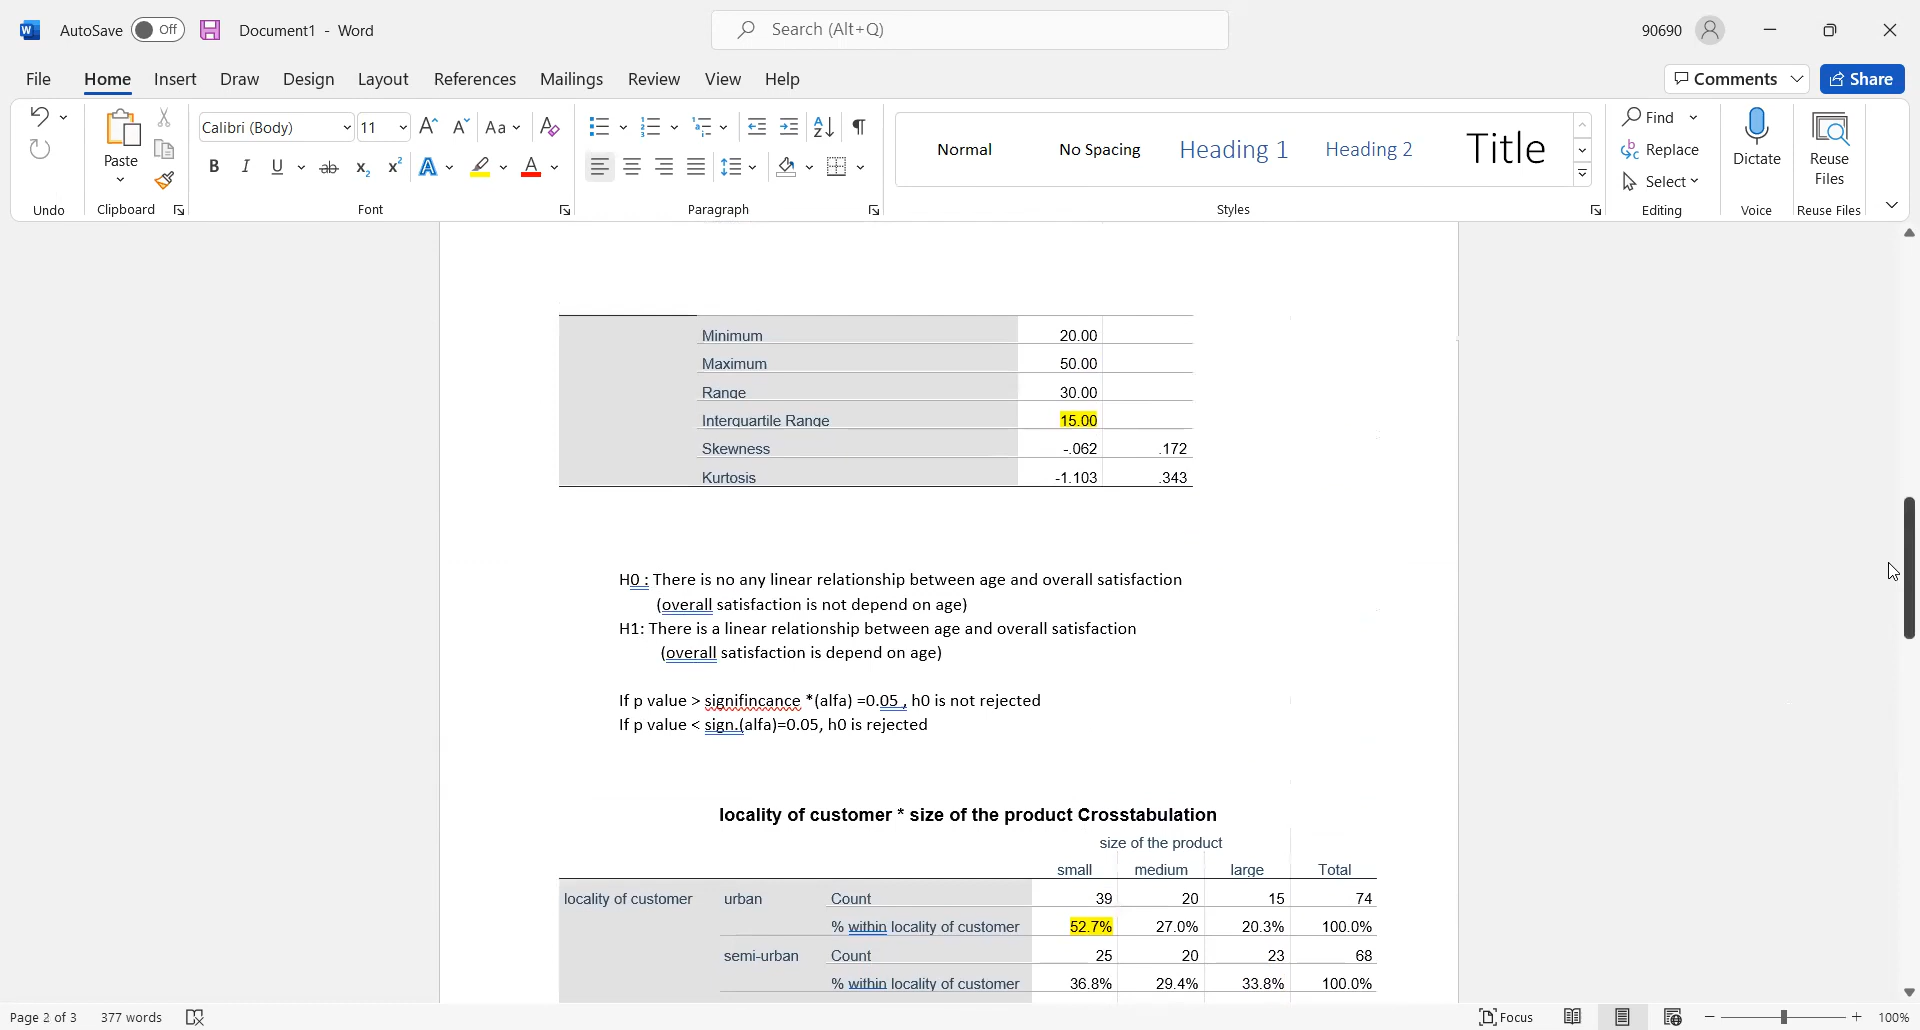 AutoSave Off Document1 - Word Search (Alt+Q) 90690
File Home Insert Draw Design Layout References Mailings Review View Help Comments Share
Paste
Undo Clipboard
Calibri (Body) 11 Aa
B I U ab x₂ x² A A
Font
Paragraph
Normal No Spacing Heading 1 Heading 2 Title
Styles
Find
Replace
Select
Editing
Dictate
Voice
Reuse
Files
Reuse Files
Minimum 20.00
Maximum 50.00
Range 30.00
Interquartile Range 15.00
Skewness -.062 .172
Kurtosis -1.103 .343
H0 : There is no any linear relationship between age and overall satisfaction
(overall satisfaction is not depend on age)
H1: There is a linear relationship between age and overall satisfaction
(overall satisfaction is depend on age)
If p value > signifincance *(alfa) =0.05 , h0 is not rejected
If p value < sign.(alfa)=0.05, h0 is rejected
locality of customer * size of the product Crosstabulation
size of the product
small medium large Total
locality of customer urban Count 39 20 15 74
% within locality of customer 52.7% 27.0% 20.3% 100.0%
semi-urban Count 25 20 23 68
% within locality of customer 36.8% 29.4% 33.8% 100.0%
Page 2 of 3 377 words Focus 100%